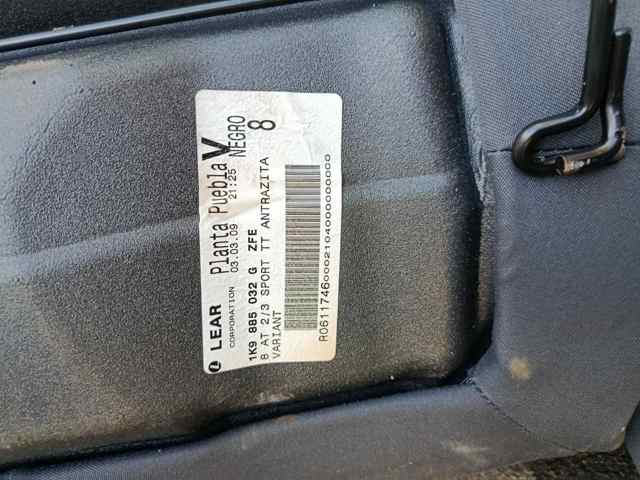 LEAR Planta Puebla V
CORPORATION 03.03.09 21:25 NEGRO 8
1K9 885 032 G ZFE
8 AT 2/3 SPORT TT ANTRAZITA
VARIANT
R06117460002104000000000000